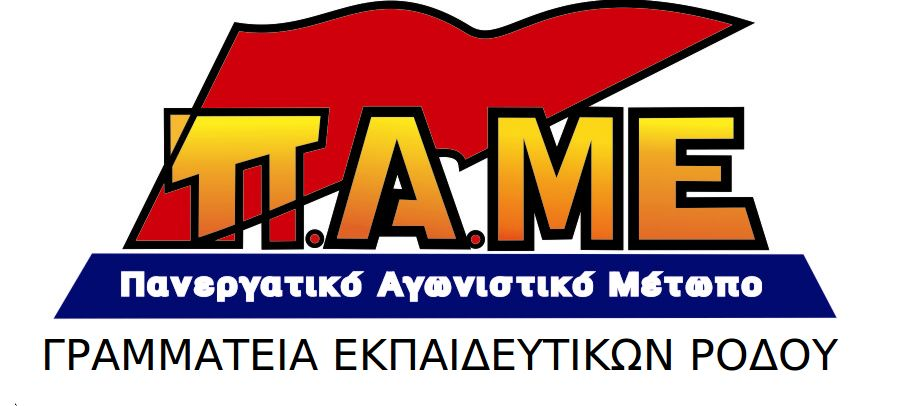 Π.Α.ΜΕ
Πανεργατικό Αγωνιστικό Μέτωπο
ΓΡΑΜΜΑΤΕΙΑ ΕΚΠΑΙΔΕΥΤΙΚΩΝ ΡΟΔΟΥ